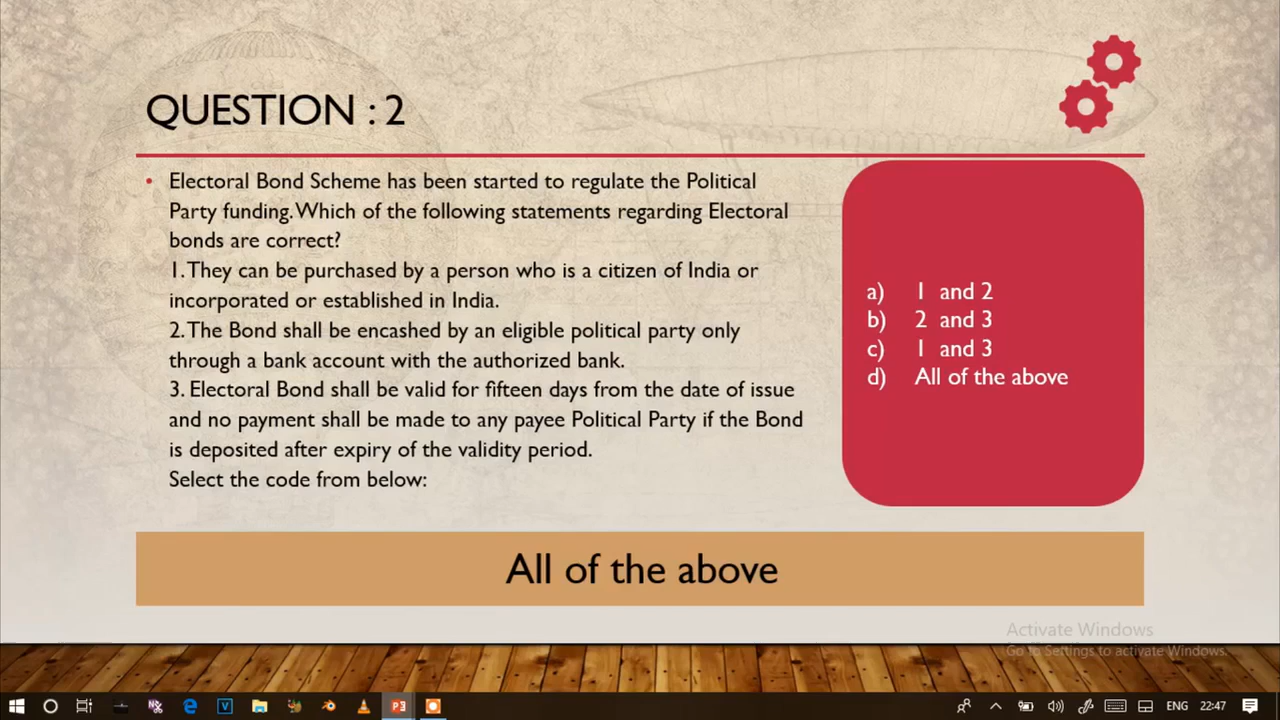 QUESTION : 2
• Electoral Bond Scheme has been started to regulate the Political
Party funding. Which of the following statements regarding Electoral
bonds are correct?
1. They can be purchased by a person who is a citizen of India or
incorporated or established in India.
2. The Bond shall be encashed by an eligible political party only
through a bank account with the authorized bank.
3. Electoral Bond shall be valid for fifteen days from the date of issue
and no payment shall be made to any payee Political Party if the Bond
is deposited after expiry of the validity period.
Select the code from below:
a) 1 and 2
b) 2 and 3
c) 1 and 3
d) All of the above
All of the above
Activate Windows
Go to Settings to activate Windows.
ENG 22:47